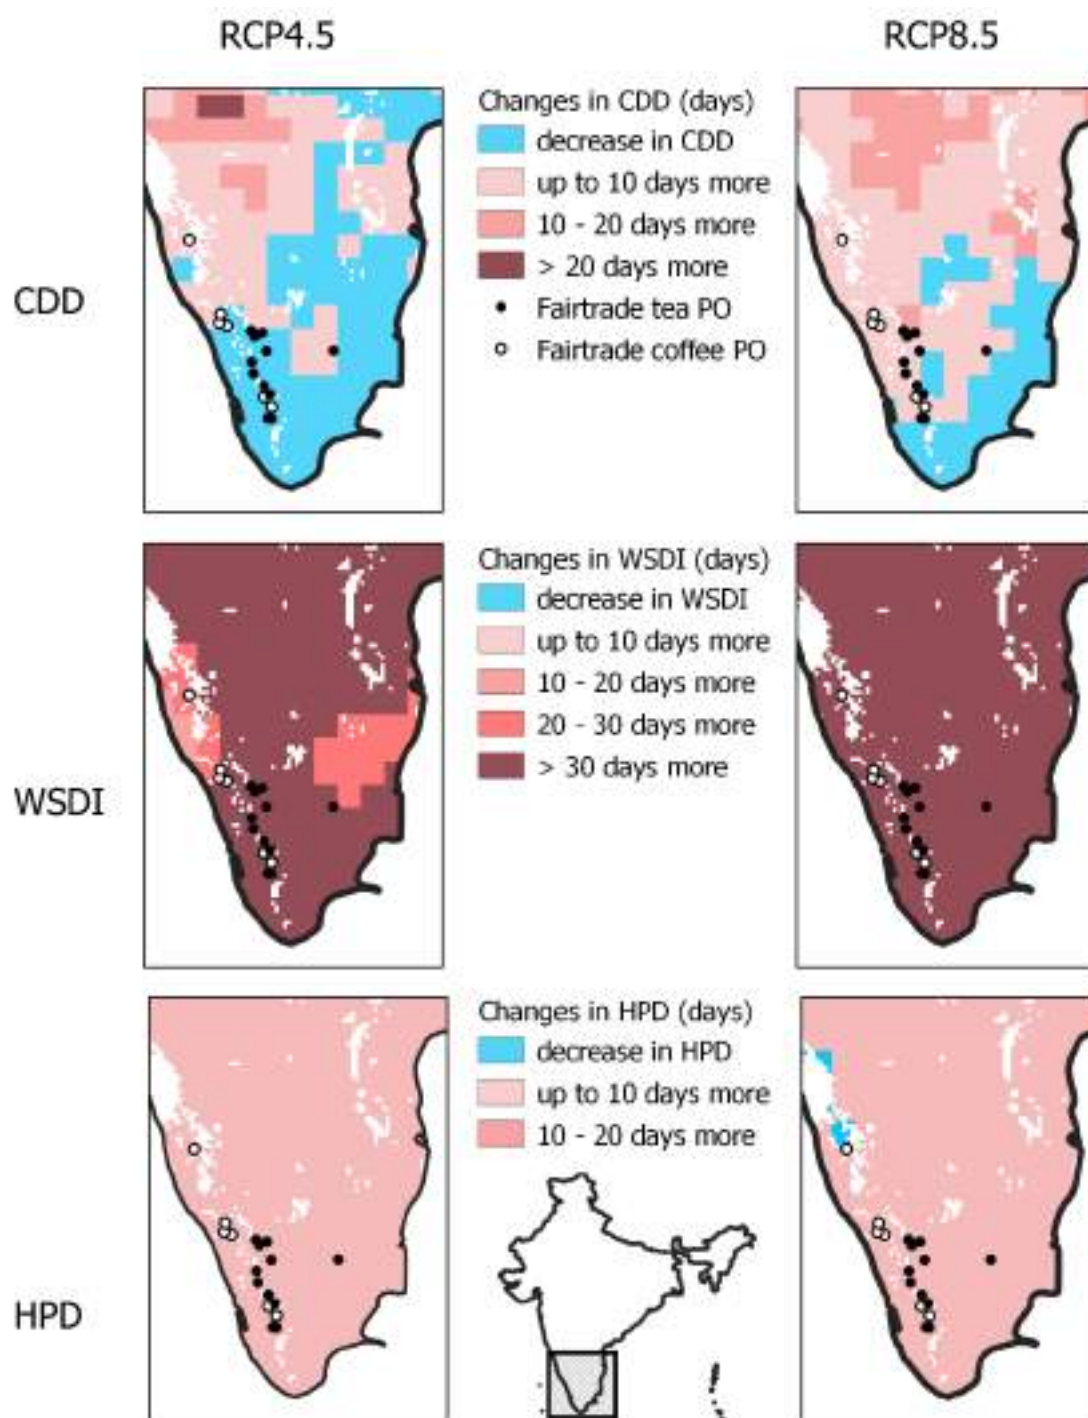 RCP4.5
RCP8.5
CDD
Changes in CDD (days)
decrease in CDD
up to 10 days more
10 - 20 days more
> 20 days more
Fairtrade tea PO
Fairtrade coffee PO
WSDI
Changes in WSDI (days)
decrease in WSDI
up to 10 days more
10 - 20 days more
20 - 30 days more
> 30 days more
HPD
Changes in HPD (days)
decrease in HPD
up to 10 days more
10 - 20 days more